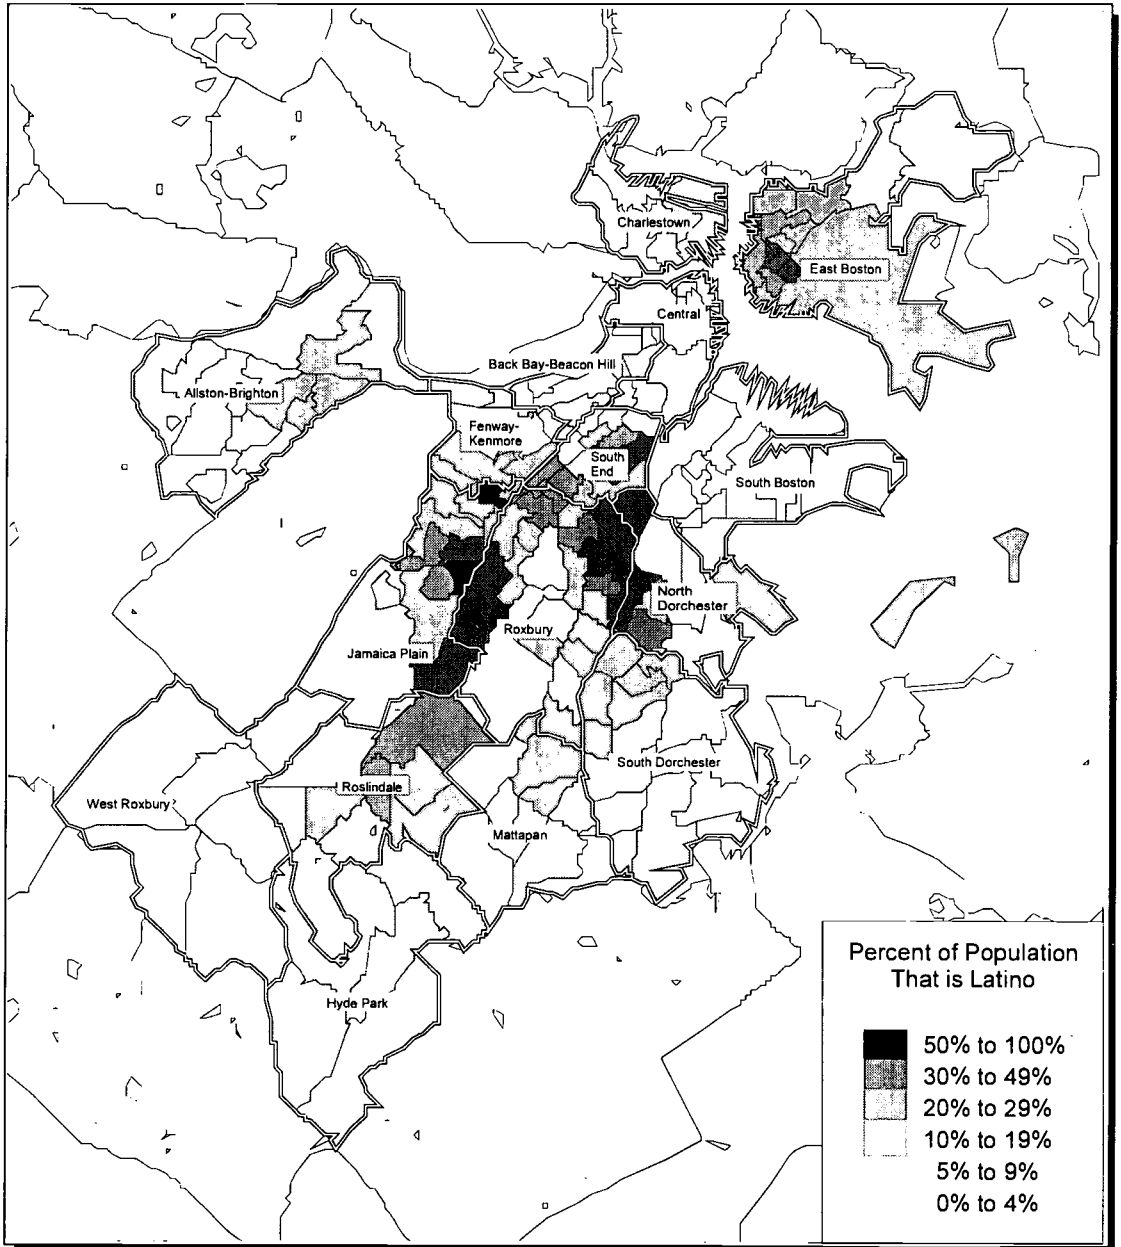 Charlestown
East Boston
Central
Back Bay-Beacon Hill
Allston-Brighton
Fenway-
Kenmore
South
End
South Boston
North
Dorchester
Roxbury
Jamaica Plain
South Dorchester
Roslindale
West Roxbury
Mattapan
Hyde Park
Percent of Population
That is Latino
50% to 100%
30% to 49%
20% to 29%
10% to 19%
5% to 9%
0% to 4%